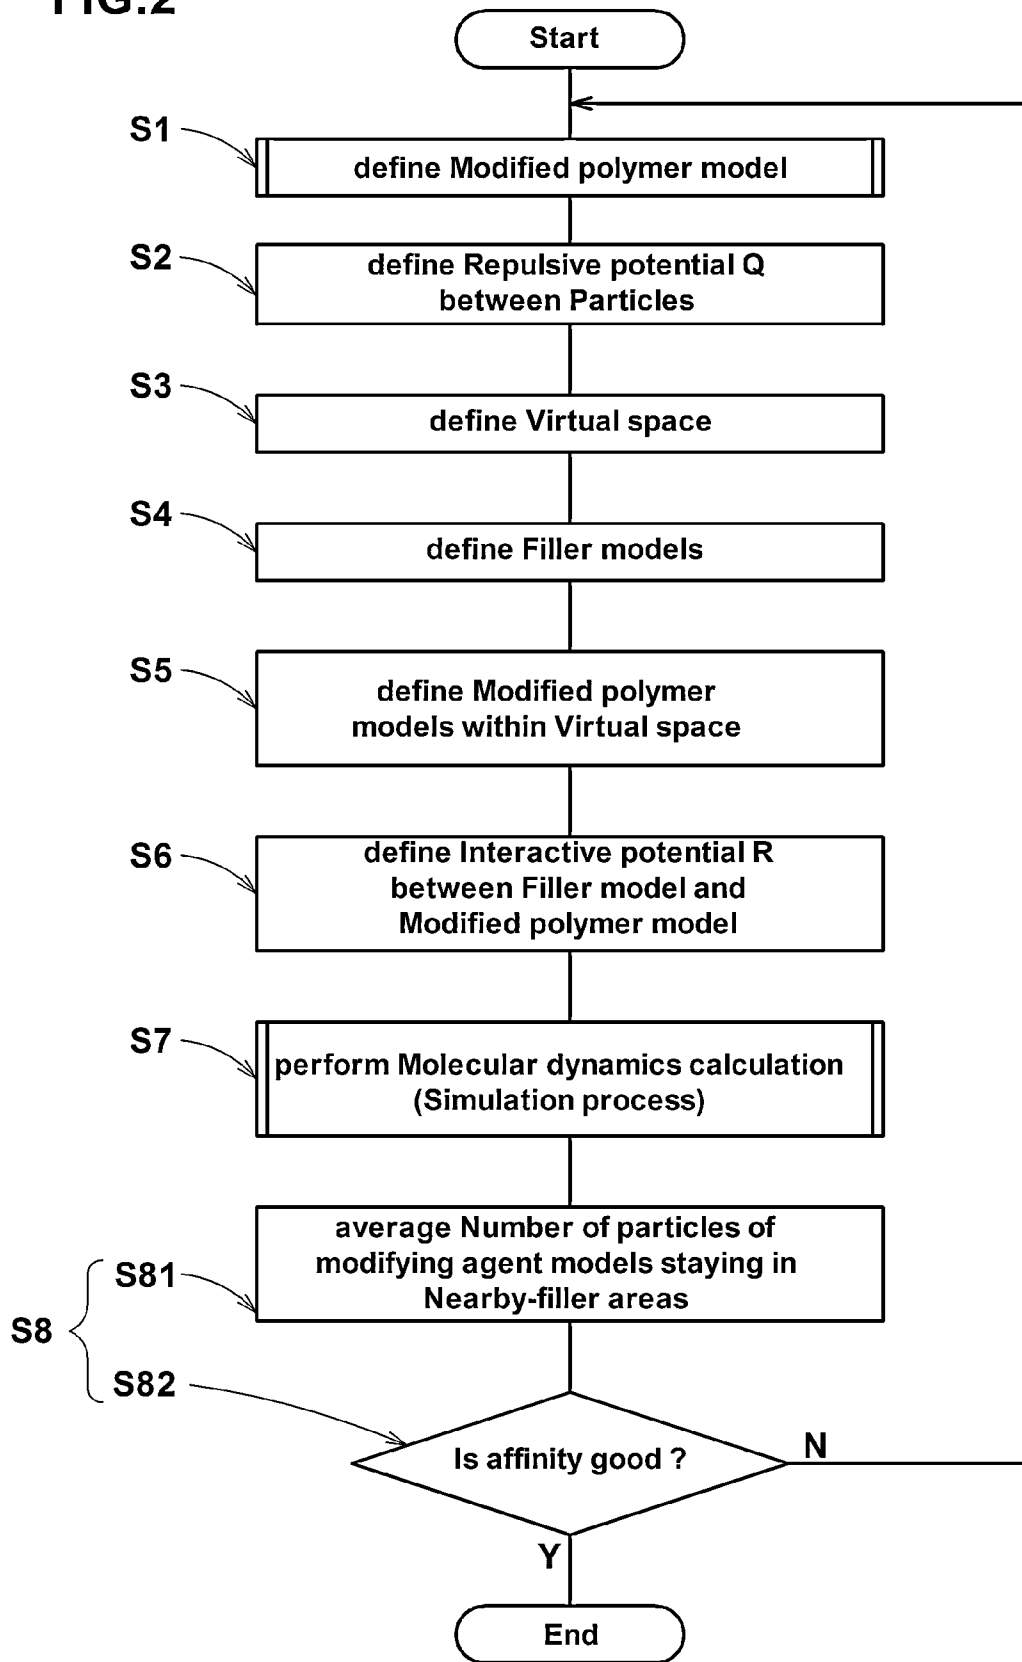 FIG.2
Start
S1
define Modified polymer model
S2
define Repulsive potential Q
between Particles
S3
define Virtual space
S4
define Filler models
S5
define Modified polymer
models within Virtual space
S6
define Interactive potential R
between Filler model and
Modified polymer model
S7
perform Molecular dynamics calculation
(Simulation process)
average Number of particles of
modifying agent models staying in
Nearby-filler areas
S81
S8
S82
Is affinity good ?
N
Y
End